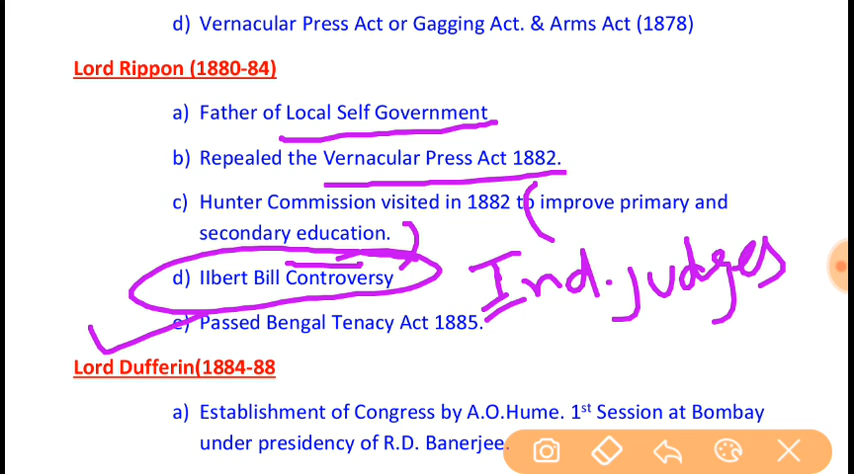 d) Vernacular Press Act or Gagging Act. & Arms Act (1878)
Lord Rippon (1880-84)
a) Father of Local Self Government
b) Repealed the Vernacular Press Act 1882.
c) Hunter Commission visited in 1882 to improve primary and
secondary education.
d) Ilbert Bill Controversy
Ind. judges
e) Passed Bengal Tenacy Act 1885.
Lord Dufferin(1884-88
a) Establishment of Congress by A.O.Hume. 1st Session at Bombay
under presidency of R.D. Banerjee.